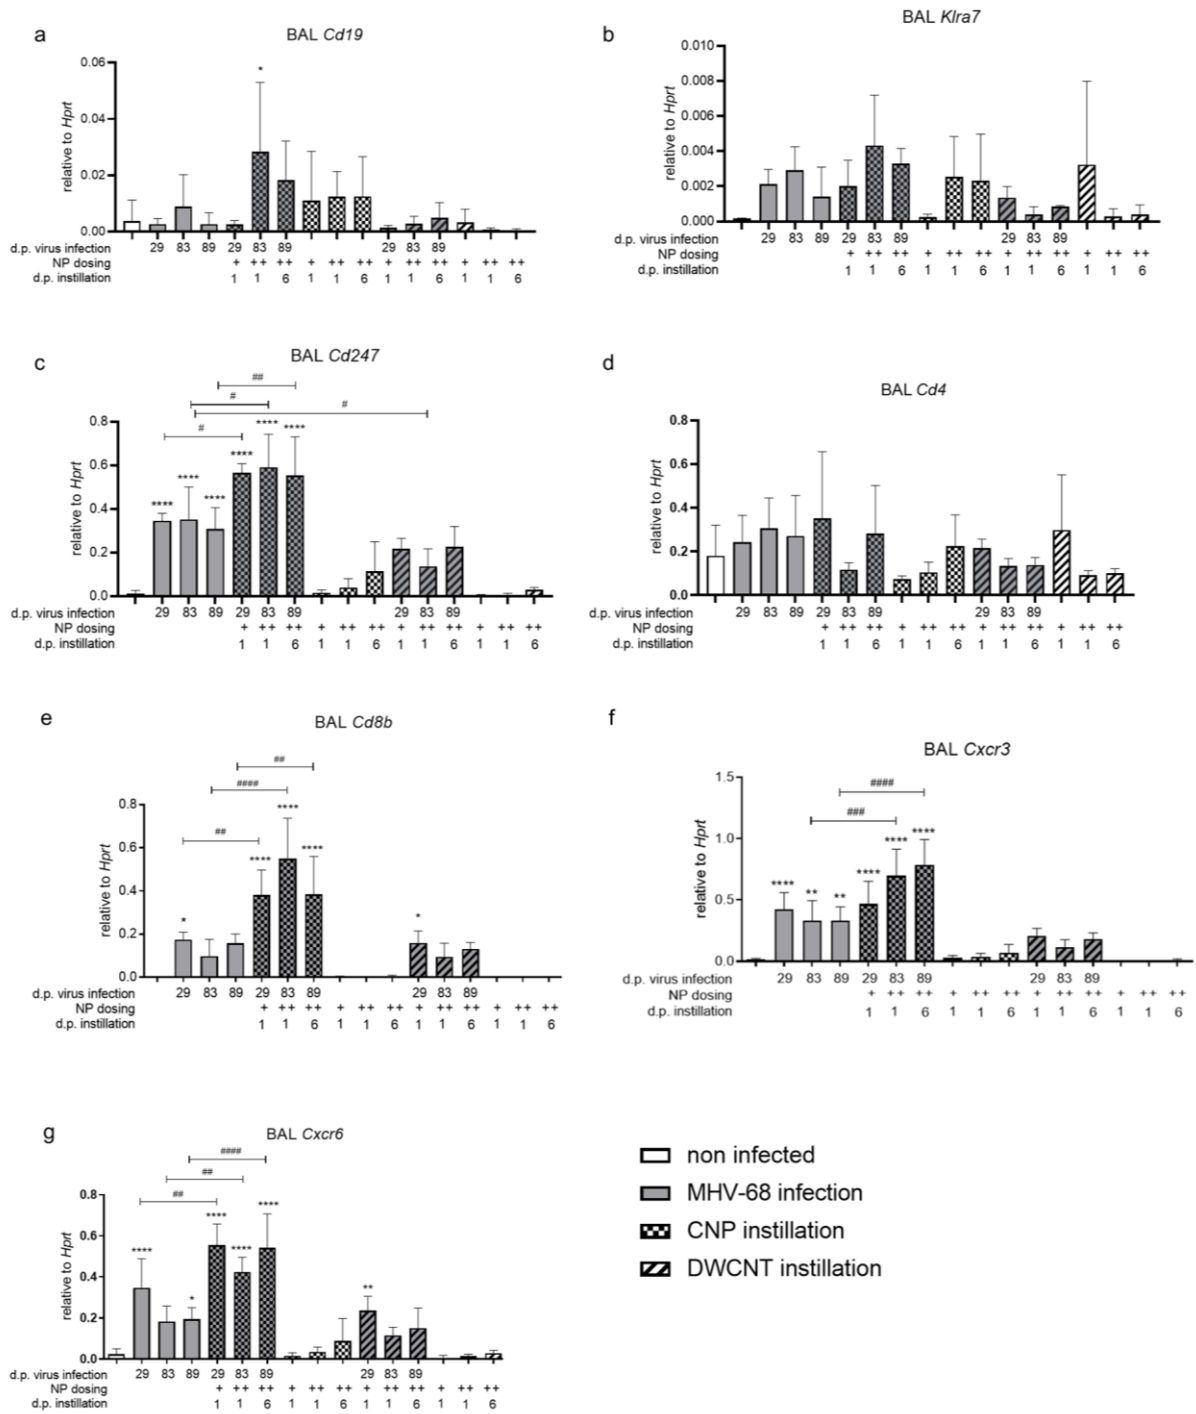 a
BAL Cd19
0.06
0.04
0.02
0.00
relative to Hprt
*
d.p. virus infection 29 83 89 29 83 89 29 83 89
NP dosing + ++ ++ + ++ ++ + ++ ++ + ++ ++
d.p. instillation 1 1 6 1 1 6 1 1 6 1 1 6
b
BAL Klra7
0.010
0.008
0.006
0.004
0.002
0.000
relative to Hprt
d.p. virus infection 29 83 89 29 83 89 29 83 89
NP dosing + ++ ++ + ++ ++ + ++ ++ + ++ ++
d.p. instillation 1 1 6 1 1 6 1 1 6 1 1 6
c
BAL Cd247
##
#
#
#
0.8
0.6
0.4
0.2
0.0
relative to Hprt
**** **** **** **** **** ****
d.p. virus infection 29 83 89 29 83 89 29 83 89
NP dosing + ++ ++ + ++ ++ + ++ ++ + ++ ++
d.p. instillation 1 1 6 1 1 6 1 1 6 1 1 6
d
BAL Cd4
0.8
0.6
0.4
0.2
0.0
relative to Hprt
d.p. virus infection 29 83 89 29 83 89 29 83 89
NP dosing + ++ ++ + ++ ++ + ++ ++ + ++ ++
d.p. instillation 1 1 6 1 1 6 1 1 6 1 1 6
e
BAL Cd8b
##
####
##
0.8
0.6
0.4
0.2
0.0
relative to Hprt
* **** **** **** *
d.p. virus infection 29 83 89 29 83 89 29 83 89
NP dosing + ++ ++ + ++ ++ + ++ ++ + ++ ++
d.p. instillation 1 1 6 1 1 6 1 1 6 1 1 6
f
BAL Cxcr3
####
###
1.5
1.0
0.5
0.0
relative to Hprt
**** ** ** **** **** ****
d.p. virus infection 29 83 89 29 83 89 29 83 89
NP dosing + ++ ++ + ++ ++ + ++ ++ + ++ ++
d.p. instillation 1 1 6 1 1 6 1 1 6 1 1 6
g
BAL Cxcr6
####
##
##
0.8
0.6
0.4
0.2
0.0
relative to Hprt
**** * **** **** **** **
d.p. virus infection 29 83 89 29 83 89 29 83 89
NP dosing + ++ ++ + ++ ++ + ++ ++ + ++ ++
d.p. instillation 1 1 6 1 1 6 1 1 6 1 1 6
non infected
MHV-68 infection
CNP instillation
DWCNT instillation